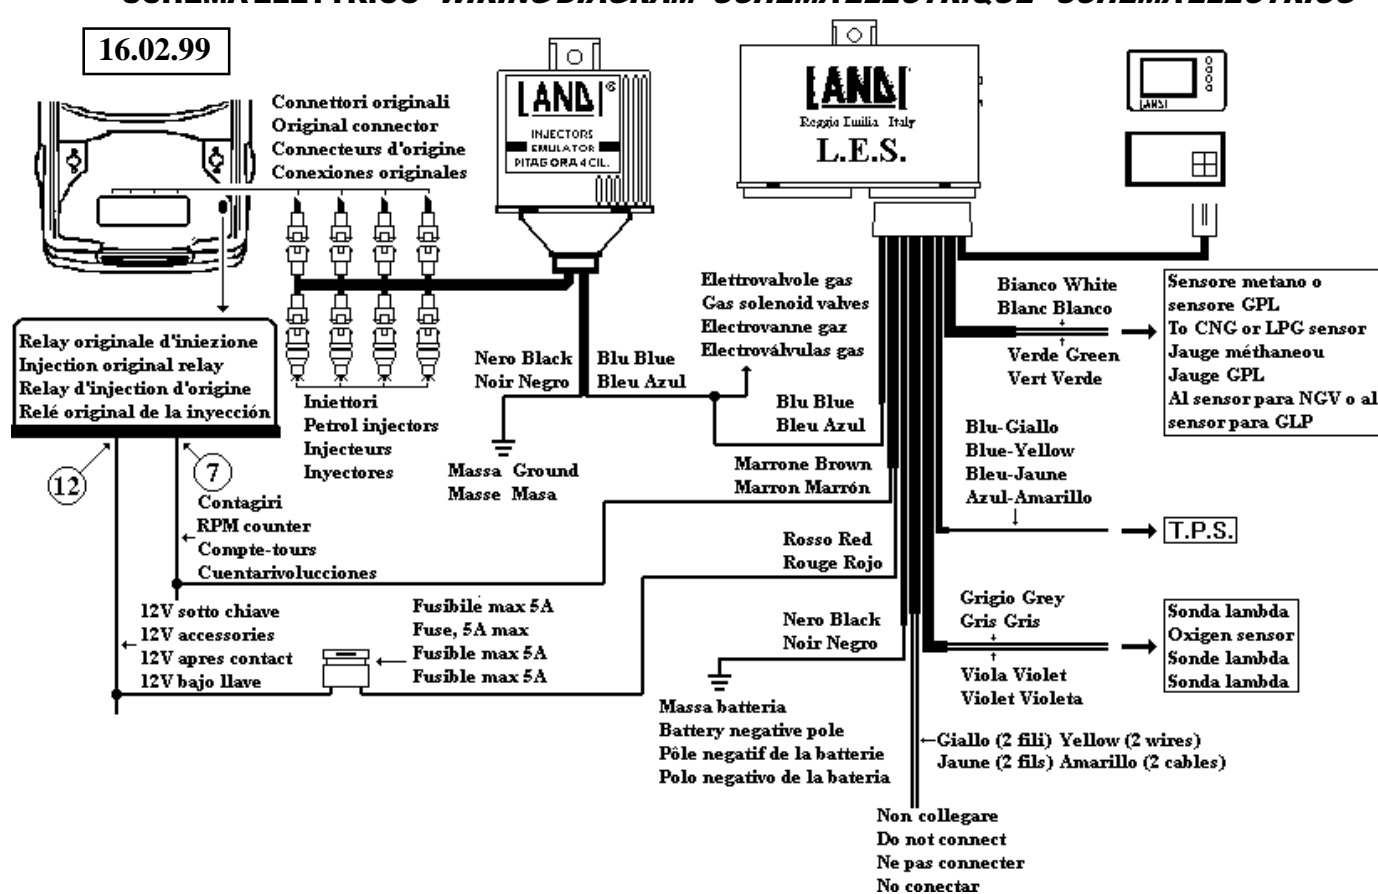 SCHEMA ELETTRICO - WIRING DIAGRAM - SCHEMA ELECTRIQUE - SCHEMA ELECTRICO
16.02.99
Connettori originali
Original connector
Connecteurs d'origine
Conexiones originales
LANDI®
INJECTORS
EMULATOR
PITAGORA 4 CIL.
LANDI
Reggio Emilia Italy
L.E.S.
LANDI
Relay originale d'iniezione
Injection original relay
Relay d'injection d'origine
Relé original de la inyección
12
7
Iniettori
Petrol injectors
Injecteurs
Inyectores
Nero Black
Noir Negro
Blu Blue
Bleu Azul
Massa Ground
Masse Masa
Elettrovalvole gas
Gas solenoid valves
Electrovanne gaz
Electroválvulas gas
Blu Blue
Bleu Azul
Marrone Brown
Marron Marrón
Bianco White
Blanc Blanco
Verde Green
Vert Verde
Sensore metano o
sensore GPL
To CNG or LPG sensor
Jauge méthaneou
Jauge GPL
Al sensor para NGV o al
sensor para GLP
Blu-Giallo
Blue-Yellow
Bleu-Jaune
Azul-Amarillo
T.P.S.
Contagiri
RPM counter
Compte-tours
Cuentarivolucciones
Rosso Red
Rouge Rojo
12V sotto chiave
12V accessories
12V apres contact
12V bajo llave
Fusibile max 5A
Fuse, 5A max
Fusible max 5A
Fusible max 5A
Nero Black
Noir Negro
Massa batteria
Battery negative pole
Pôle negatif de la batterie
Polo negativo de la bateria
Grigio Grey
Gris Gris
Viola Violet
Violet Violeta
Sonda lambda
Oxigen sensor
Sonde lambda
Sonda lambda
Giallo (2 fili) Yellow (2 wires)
Jaune (2 fils) Amarillo (2 cables)
Non collegare
Do not connect
Ne pas connecter
No conectar